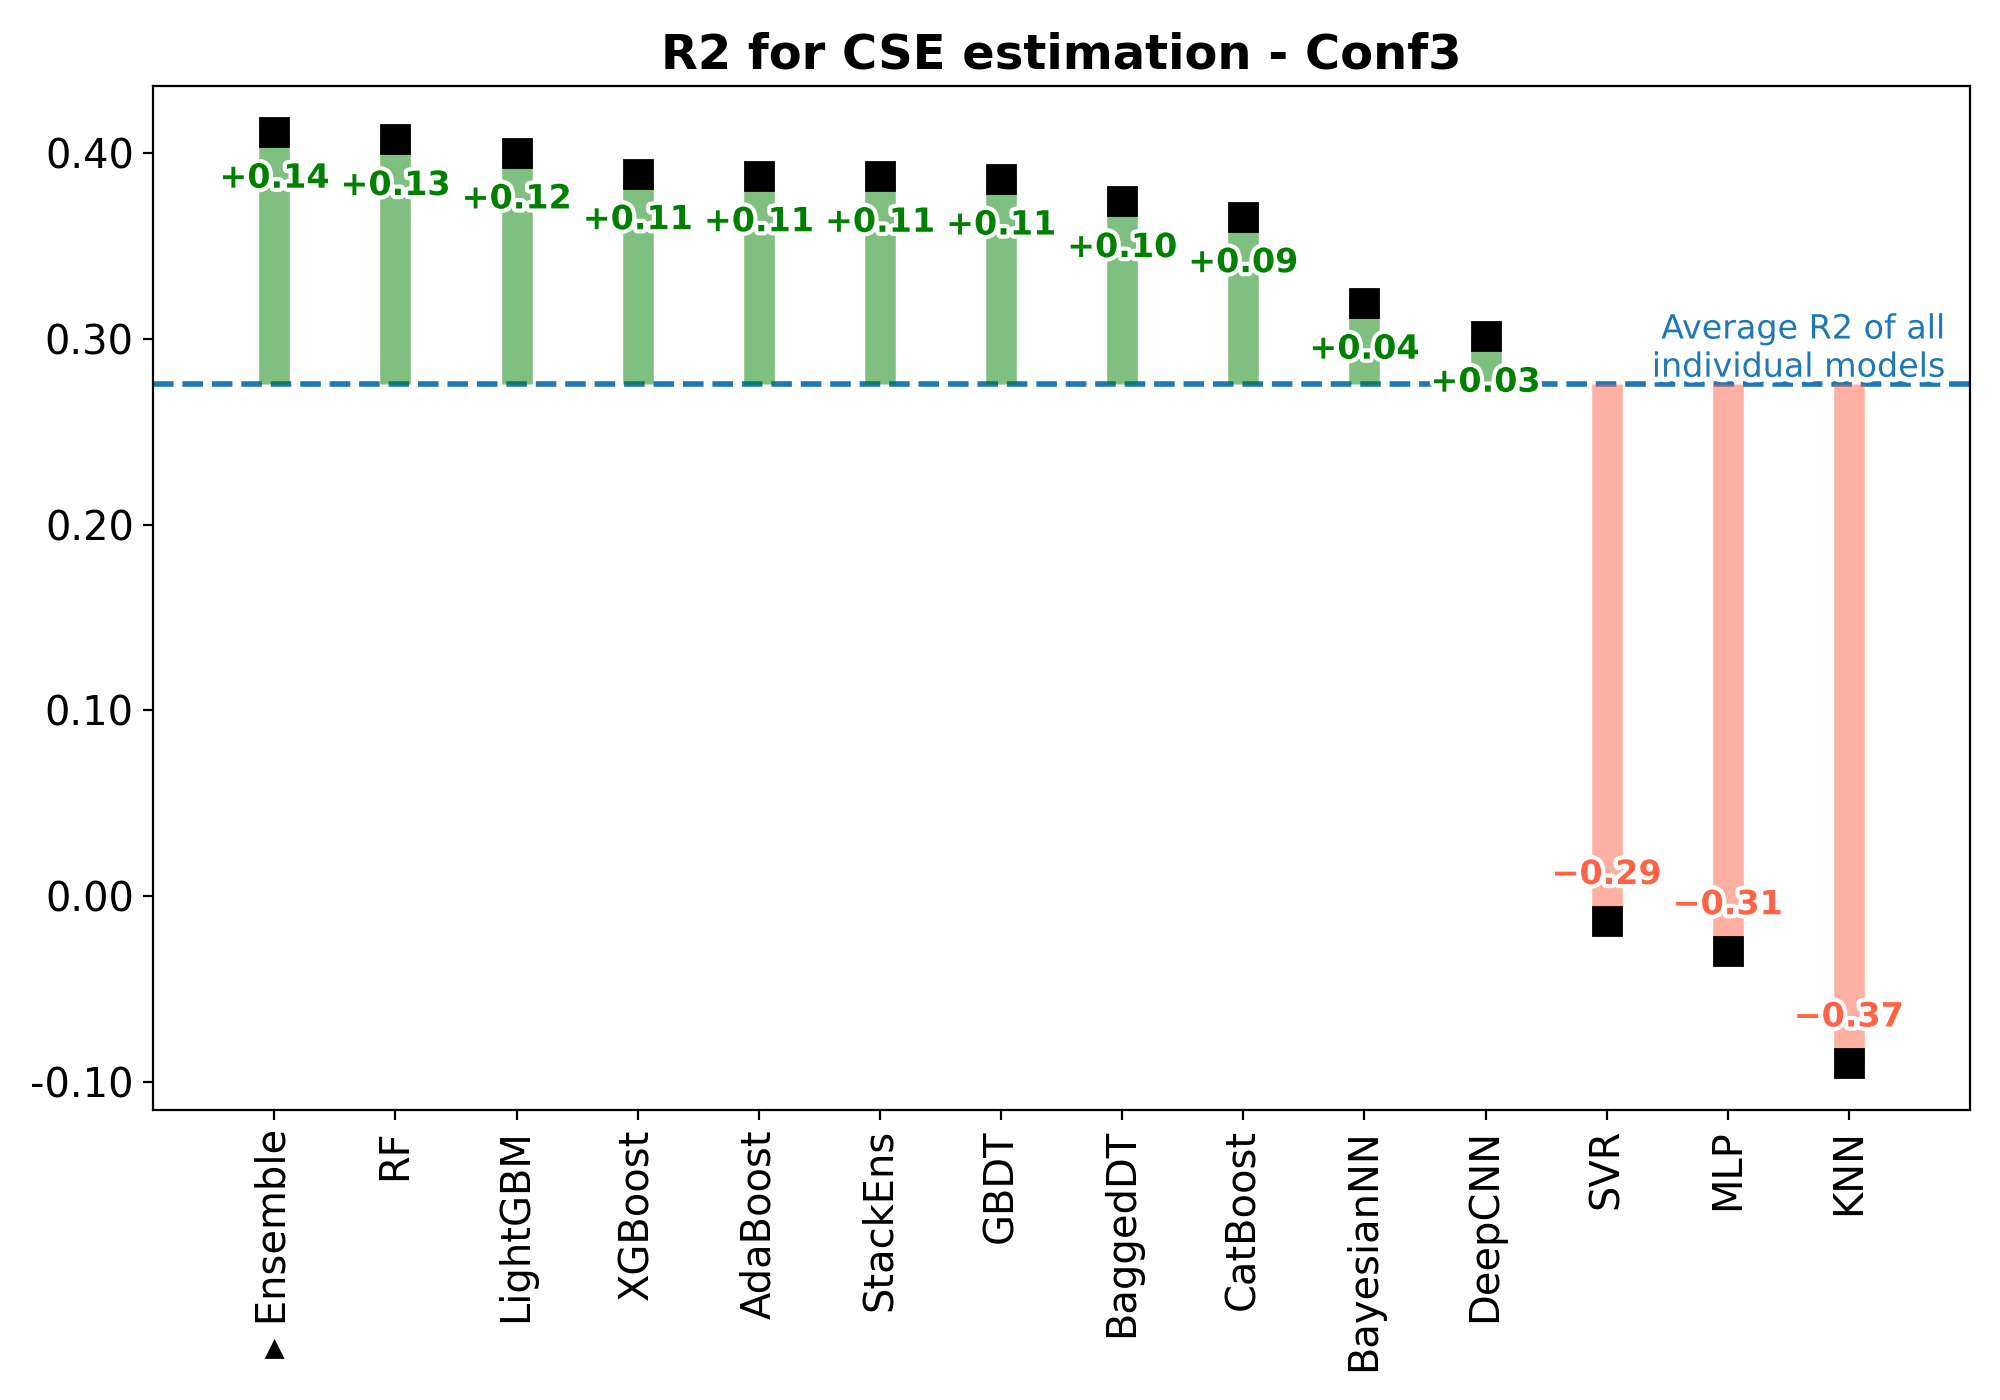 R2 for CSE estimation - Conf3
0.40
0.30
0.20
0.10
0.00
-0.10
+0.14
+0.13
+0.12
+0.11
+0.11
+0.11
+0.11
+0.10
+0.09
+0.04
+0.03
−0.29
−0.31
−0.37
Average R2 of all
individual models
► Ensemble
RF
LightGBM
XGBoost
AdaBoost
StackEns
GBDT
BaggedDT
CatBoost
BayesianNN
DeepCNN
SVR
MLP
KNN